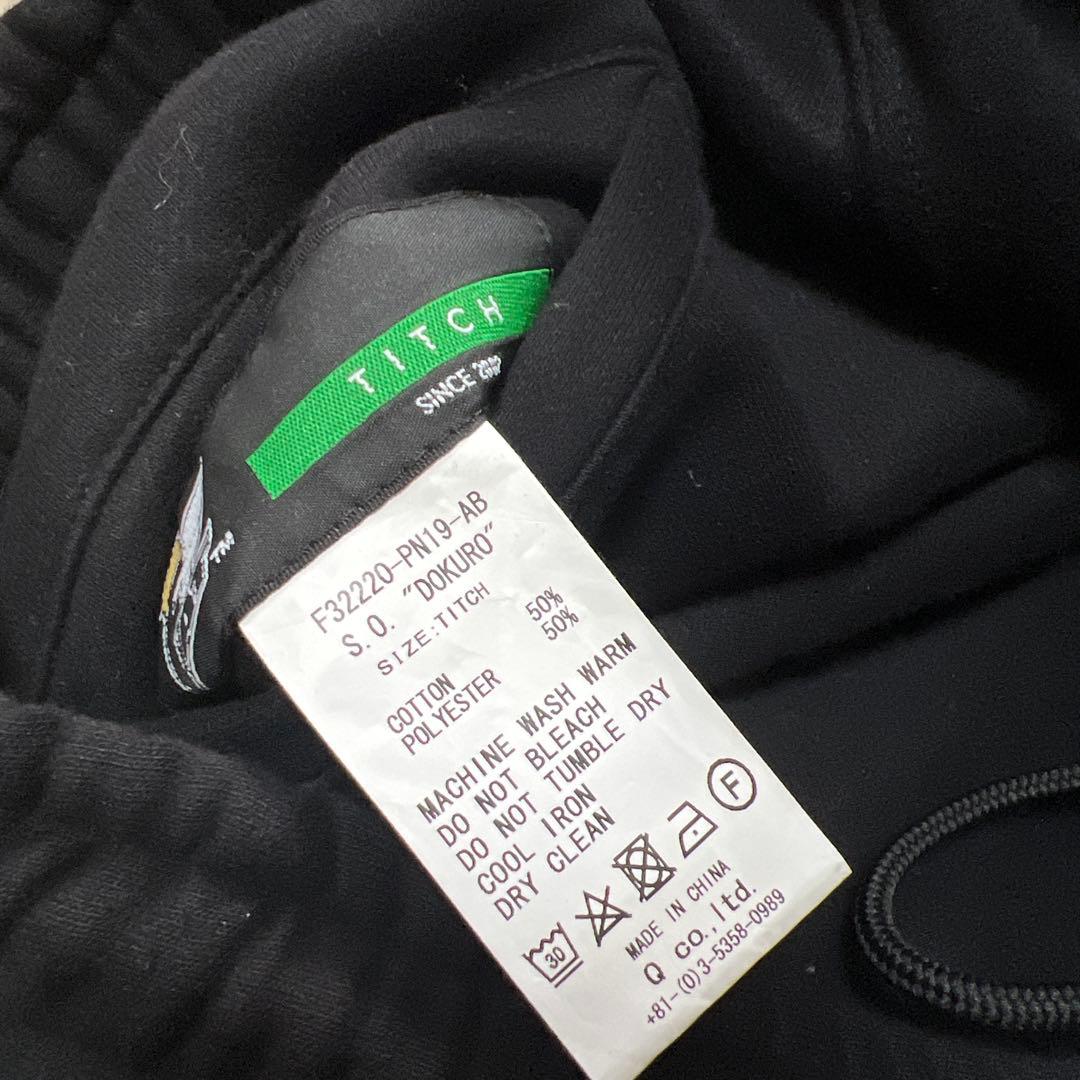 TITCH
SINCE
TM
F32220-PN19-AB
S.O. "DOKURO"
SIZE:TITCH
COTTON 50%
POLYESTER 50%
MACHINE WASH WARM
DO NOT BLEACH
DO NOT TUMBLE DRY
COOL IRON
DRY CLEAN
30
F
MADE IN CHINA
Q CO.,ltd.
+81-(0)3-5358-0989